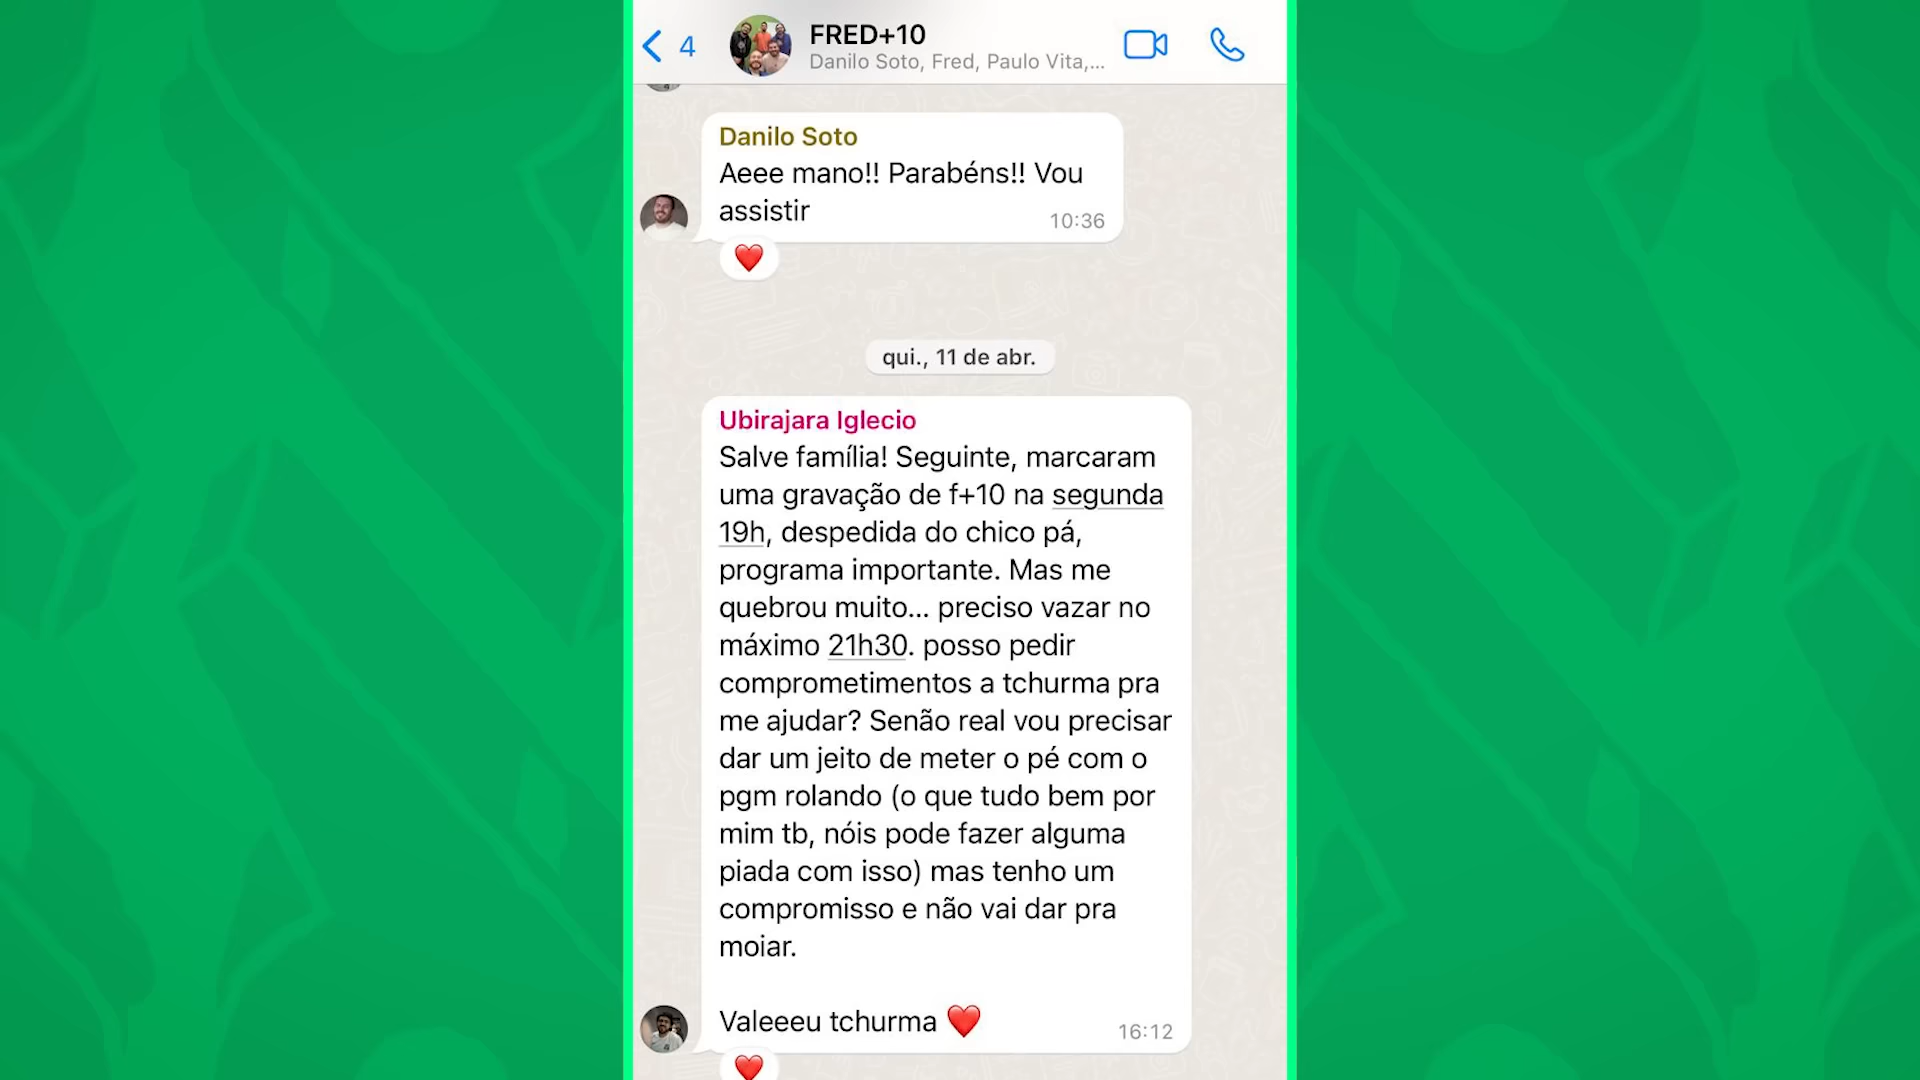 4
FRED+10
Danilo Soto, Fred, Paulo Vita,...
Danilo Soto
Aeee mano!! Parabéns!! Vou
assistir
10:36
qui., 11 de abr.
Ubirajara Iglecio
Salve família! Seguinte, marcaram
uma gravação de f+10 na segunda
19h, despedida do chico pá,
programa importante. Mas me
quebrou muito... preciso vazar no
máximo 21h30. posso pedir
comprometimentos a tchurma pra
me ajudar? Senão real vou precisar
dar um jeito de meter o pé com o
pgm rolando (o que tudo bem por
mim tb, nóis pode fazer alguma
piada com isso) mas tenho um
compromisso e não vai dar pra
moiar.
Valeeeu tchurma ❤️
16:12